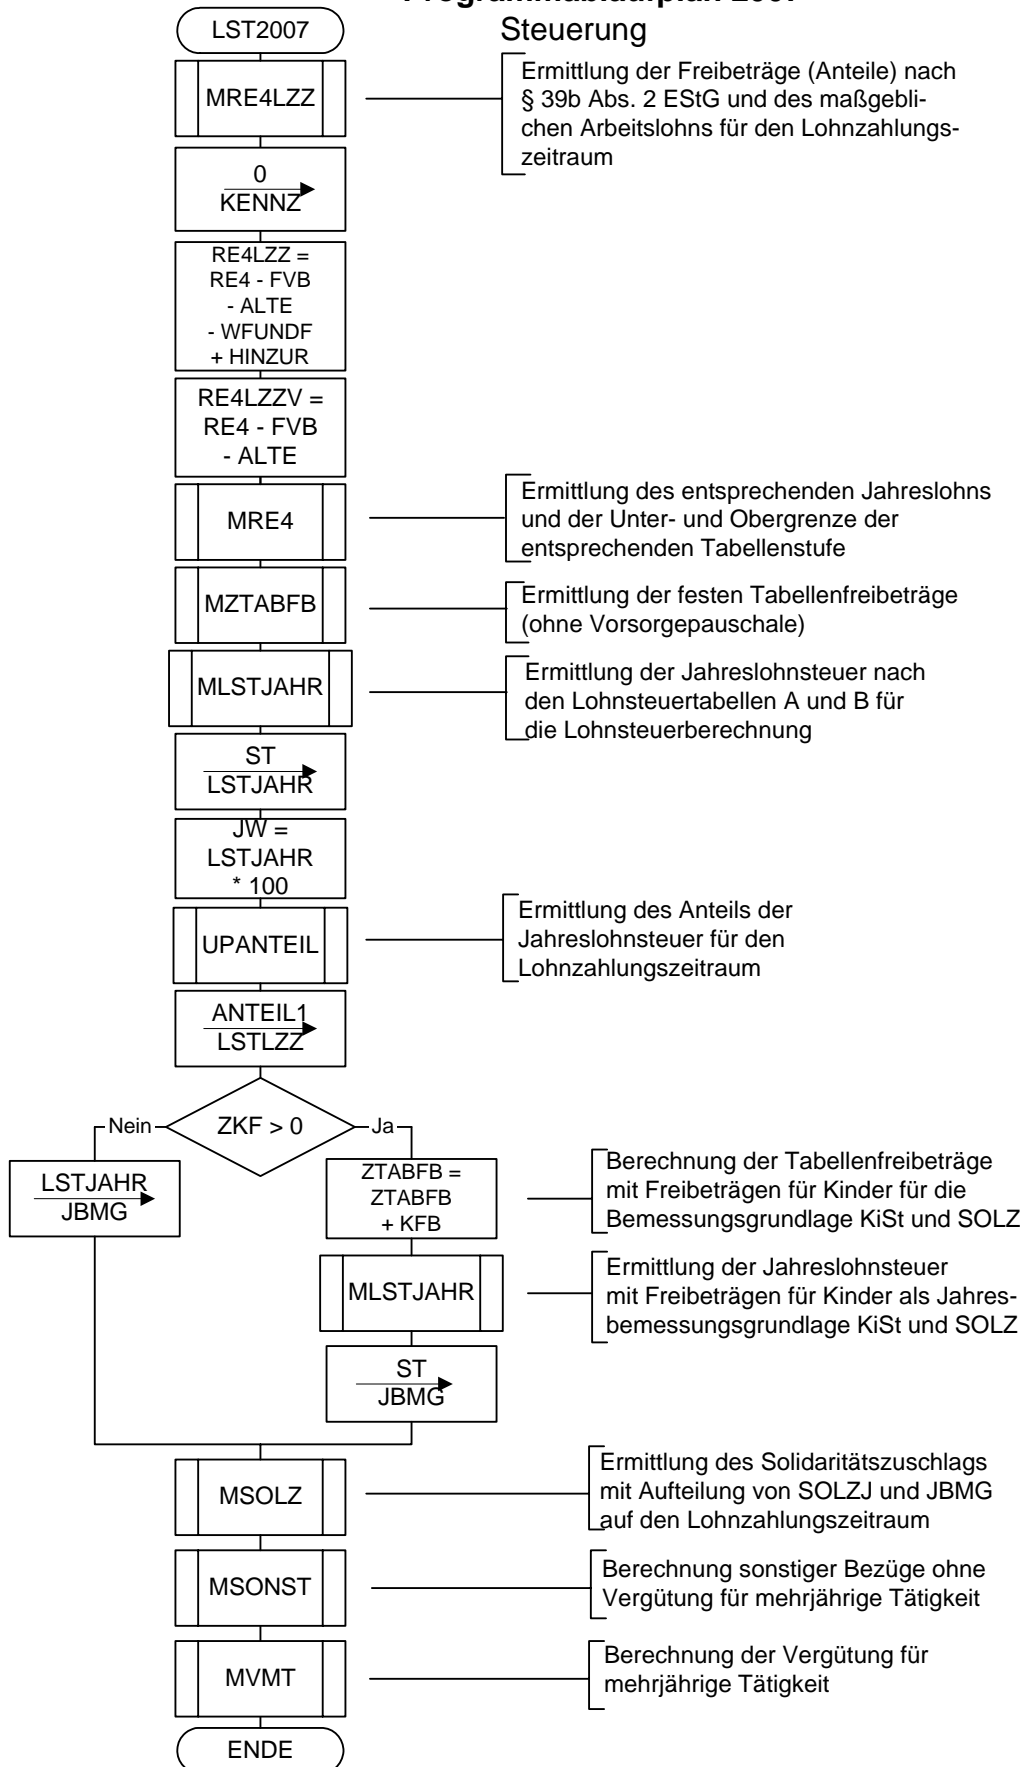 Programmablaufplan 2007
LST2007
Steuerung
MRE4LZZ
Ermittlung der Freibeträge (Anteile) nach
§ 39b Abs. 2 EStG und des maßgebli-
chen Arbeitslohns für den Lohnzahlungs-
zeitraum
0
KENNZ
RE4LZZ =
RE4 - FVB
- ALTE
- WFUNDF
+ HINZUR
RE4LZZV =
RE4 - FVB
- ALTE
MRE4
Ermittlung des entsprechenden Jahreslohns
und der Unter- und Obergrenze der
entsprechenden Tabellenstufe
MZTABFB
Ermittlung der festen Tabellenfreibeträge
(ohne Vorsorgepauschale)
MLSTJAHR
Ermittlung der Jahreslohnsteuer nach
den Lohnsteuertabellen A und B für
die Lohnsteuerberechnung
ST
LSTJAHR
JW =
LSTJAHR
* 100
UPANTEIL
Ermittlung des Anteils der
Jahreslohnsteuer für den
Lohnzahlungszeitraum
ANTEIL1
LSTLZZ
Nein
ZKF > 0
Ja
LSTJAHR
JBMG
ZTABFB =
ZTABFB
+ KFB
Berechnung der Tabellenfreibeträge
mit Freibeträgen für Kinder für die
Bemessungsgrundlage KiSt und SOLZ
MLSTJAHR
Ermittlung der Jahreslohnsteuer
mit Freibeträgen für Kinder als Jahres-
bemessungsgrundlage KiSt und SOLZ
ST
JBMG
MSOLZ
Ermittlung des Solidaritätszuschlags
mit Aufteilung von SOLZJ und JBMG
auf den Lohnzahlungszeitraum
MSONST
Berechnung sonstiger Bezüge ohne
Vergütung für mehrjährige Tätigkeit
MVMT
Berechnung der Vergütung für
mehrjährige Tätigkeit
ENDE